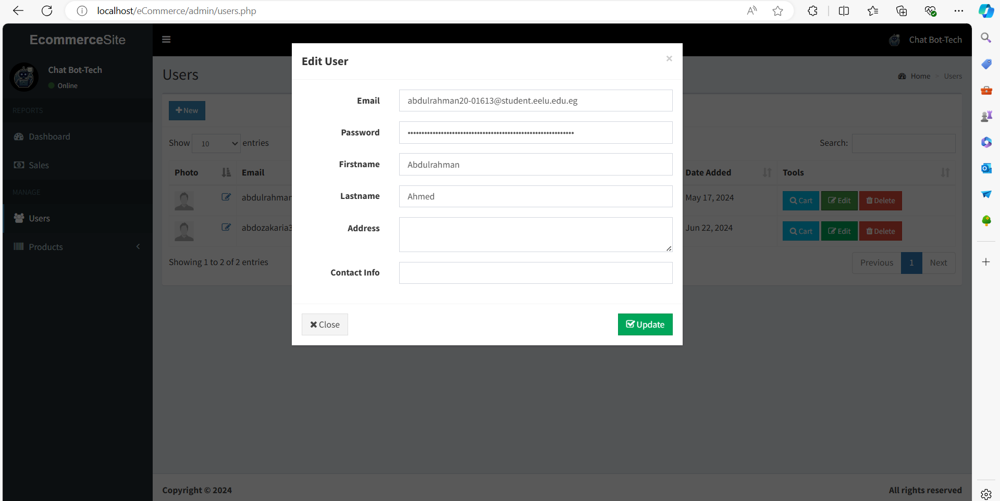 localhost/eCommerce/admin/users.php
EcommerceSite
Chat Bot-Tech
Chat Bot-Tech
Online
REPORTS
Dashboard
Sales
MANAGE
Users
Products
Users
Home > Users
New
Show 10 entries
Search:
Photo Email Date Added Tools
abdulrahman May 17, 2024 Cart Edit Delete
abdozakaria3 Jun 22, 2024 Cart Edit Delete
Showing 1 to 2 of 2 entries
Previous 1 Next
Edit User
×
Email abdulrahman20-01613@student.eelu.edu.eg
Password
Firstname Abdulrahman
Lastname Ahmed
Address
Contact Info
Close
Update
Copyright © 2024
All rights reserved